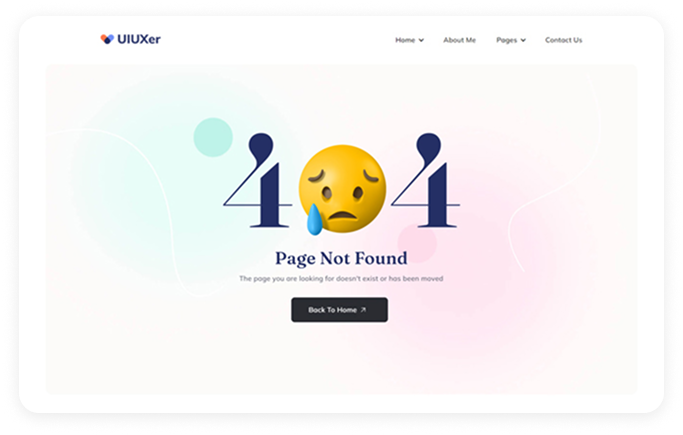 UIUXer
Home About Me Pages Contact Us
4 4
Page Not Found
The page you are looking for doesn't exist or has been moved
Back To Home